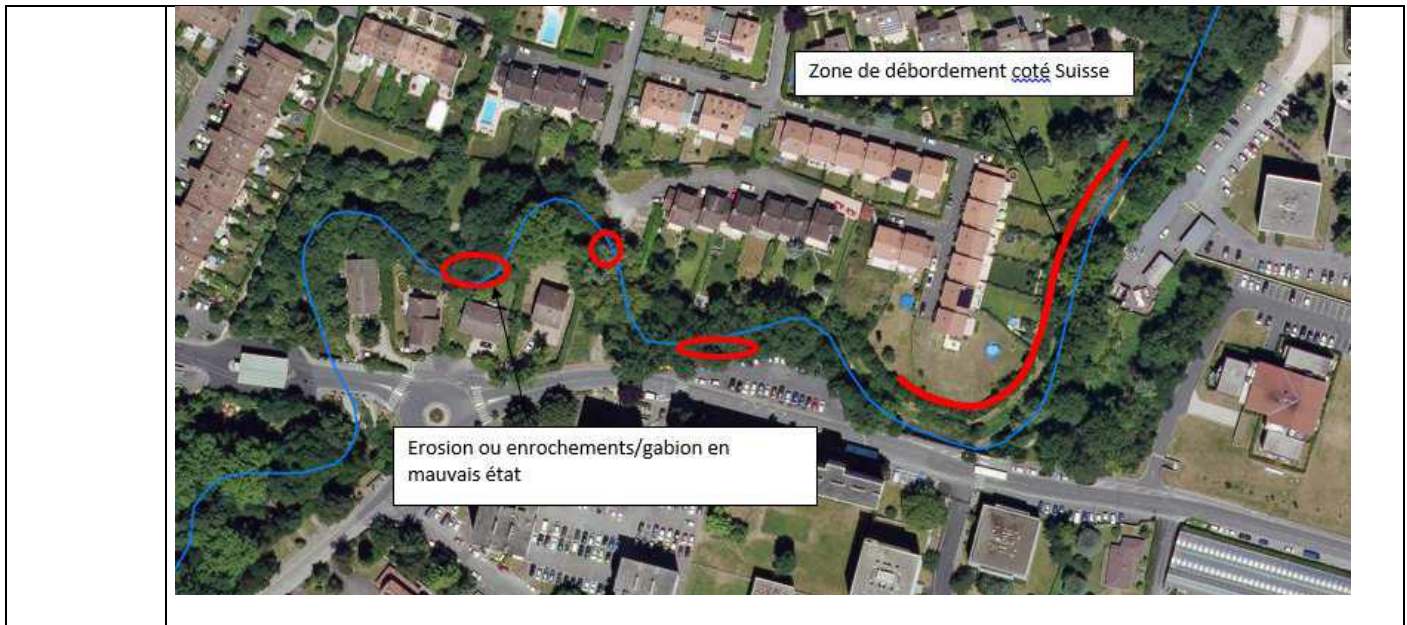 Zone de débordement coté Suisse
Erosion ou enrochements/gabion en
mauvais état